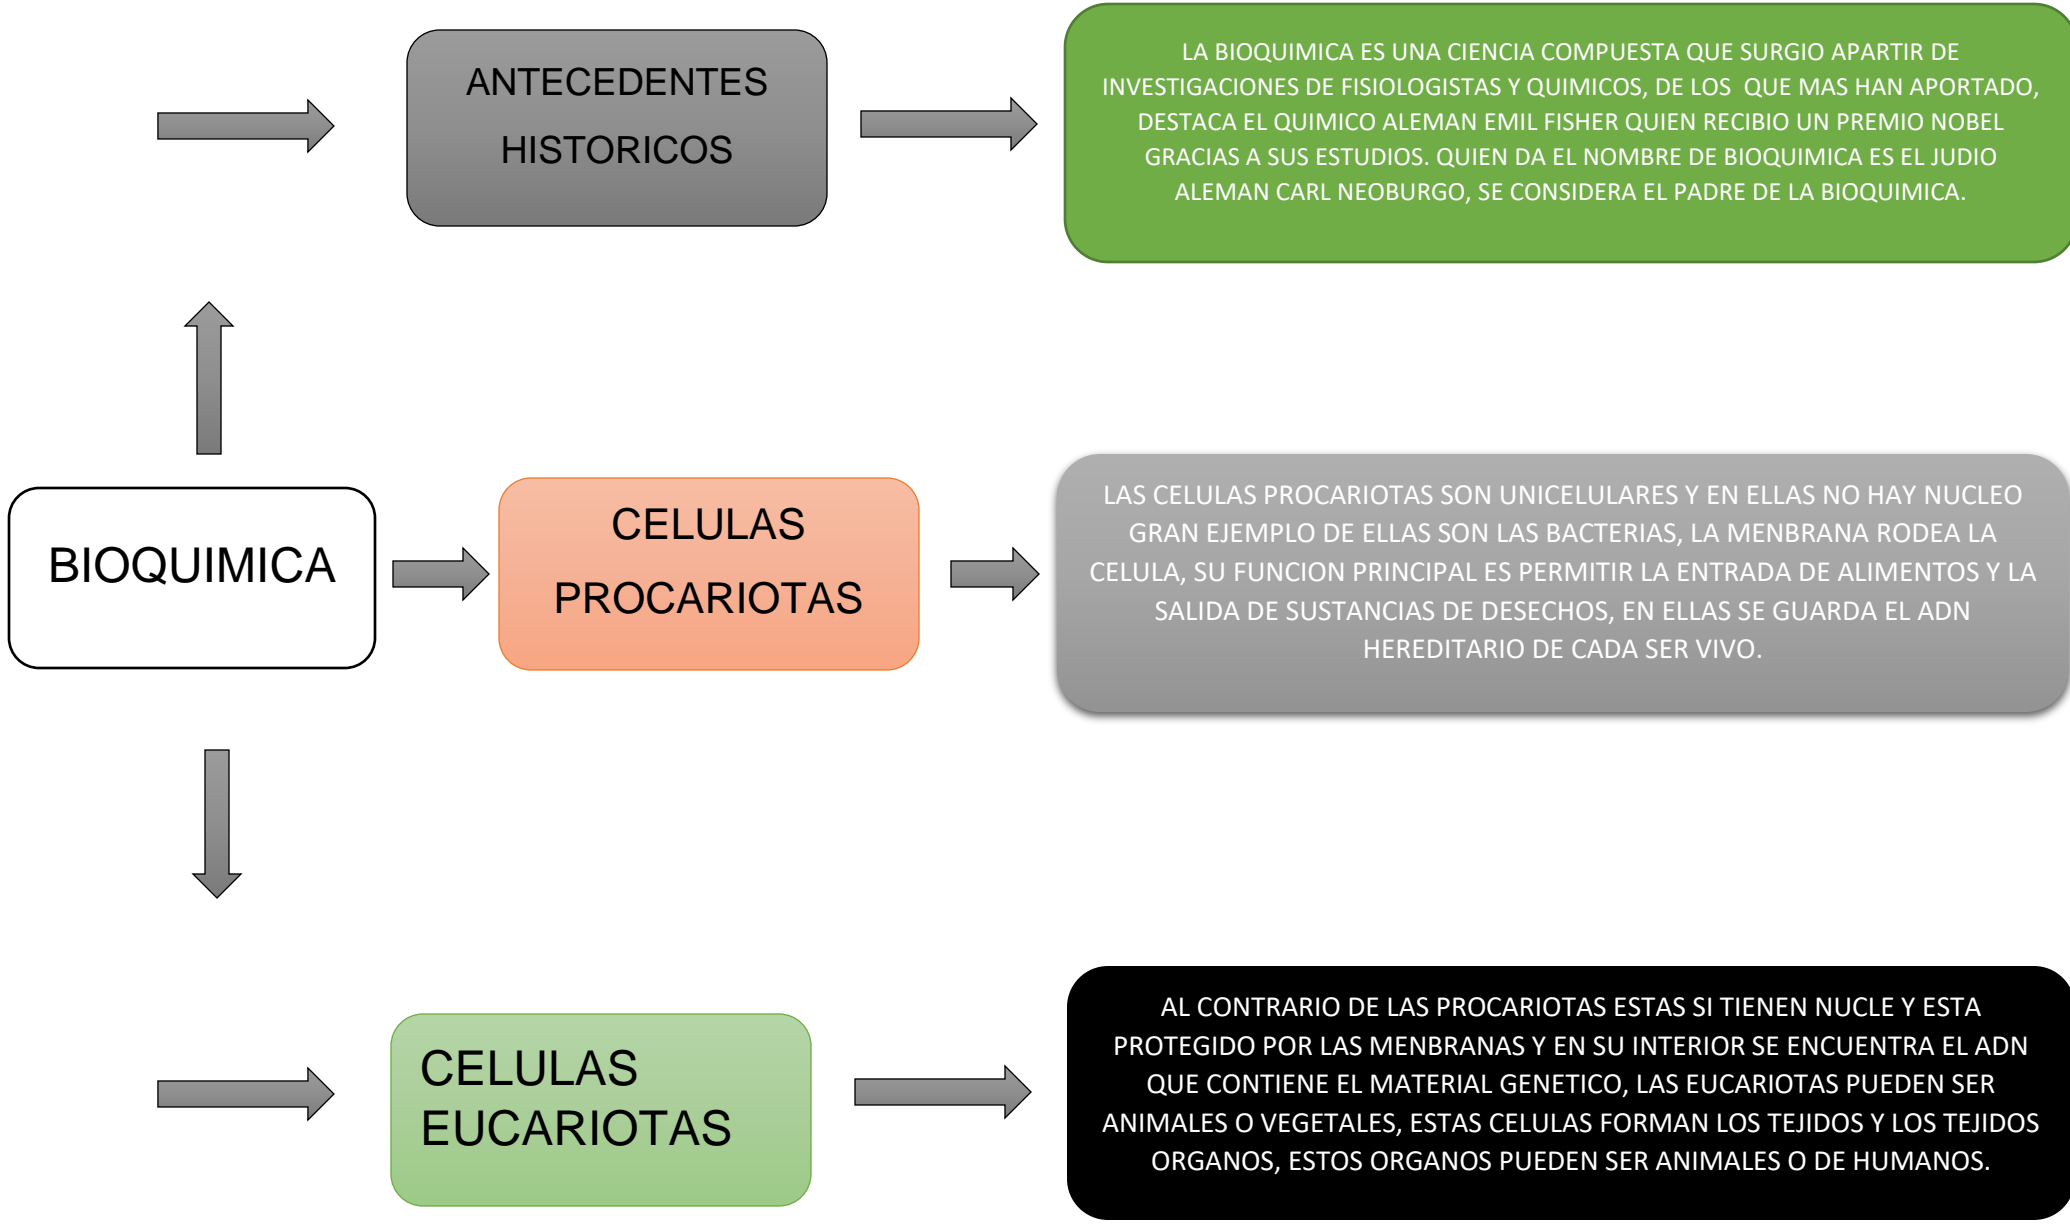 ANTECEDENTES
HISTORICOS
LA BIOQUIMICA ES UNA CIENCIA COMPUESTA QUE SURGIO APARTIR DE
INVESTIGACIONES DE FISIOLOGISTAS Y QUIMICOS, DE LOS  QUE MAS HAN APORTADO,
DESTACA EL QUIMICO ALEMAN EMIL FISHER QUIEN RECIBIO UN PREMIO NOBEL
GRACIAS A SUS ESTUDIOS. QUIEN DA EL NOMBRE DE BIOQUIMICA ES EL JUDIO
ALEMAN CARL NEOBURGO, SE CONSIDERA EL PADRE DE LA BIOQUIMICA.
BIOQUIMICA
CELULAS
PROCARIOTAS
LAS CELULAS PROCARIOTAS SON UNICELULARES Y EN ELLAS NO HAY NUCLEO
GRAN EJEMPLO DE ELLAS SON LAS BACTERIAS, LA MENBRANA RODEA LA
CELULA, SU FUNCION PRINCIPAL ES PERMITIR LA ENTRADA DE ALIMENTOS Y LA
SALIDA DE SUSTANCIAS DE DESECHOS, EN ELLAS SE GUARDA EL ADN
HEREDITARIO DE CADA SER VIVO.
CELULAS
EUCARIOTAS
AL CONTRARIO DE LAS PROCARIOTAS ESTAS SI TIENEN NUCLE Y ESTA
PROTEGIDO POR LAS MENBRANAS Y EN SU INTERIOR SE ENCUENTRA EL ADN
QUE CONTIENE EL MATERIAL GENETICO, LAS EUCARIOTAS PUEDEN SER
ANIMALES O VEGETALES, ESTAS CELULAS FORMAN LOS TEJIDOS Y LOS TEJIDOS
ORGANOS, ESTOS ORGANOS PUEDEN SER ANIMALES O DE HUMANOS.